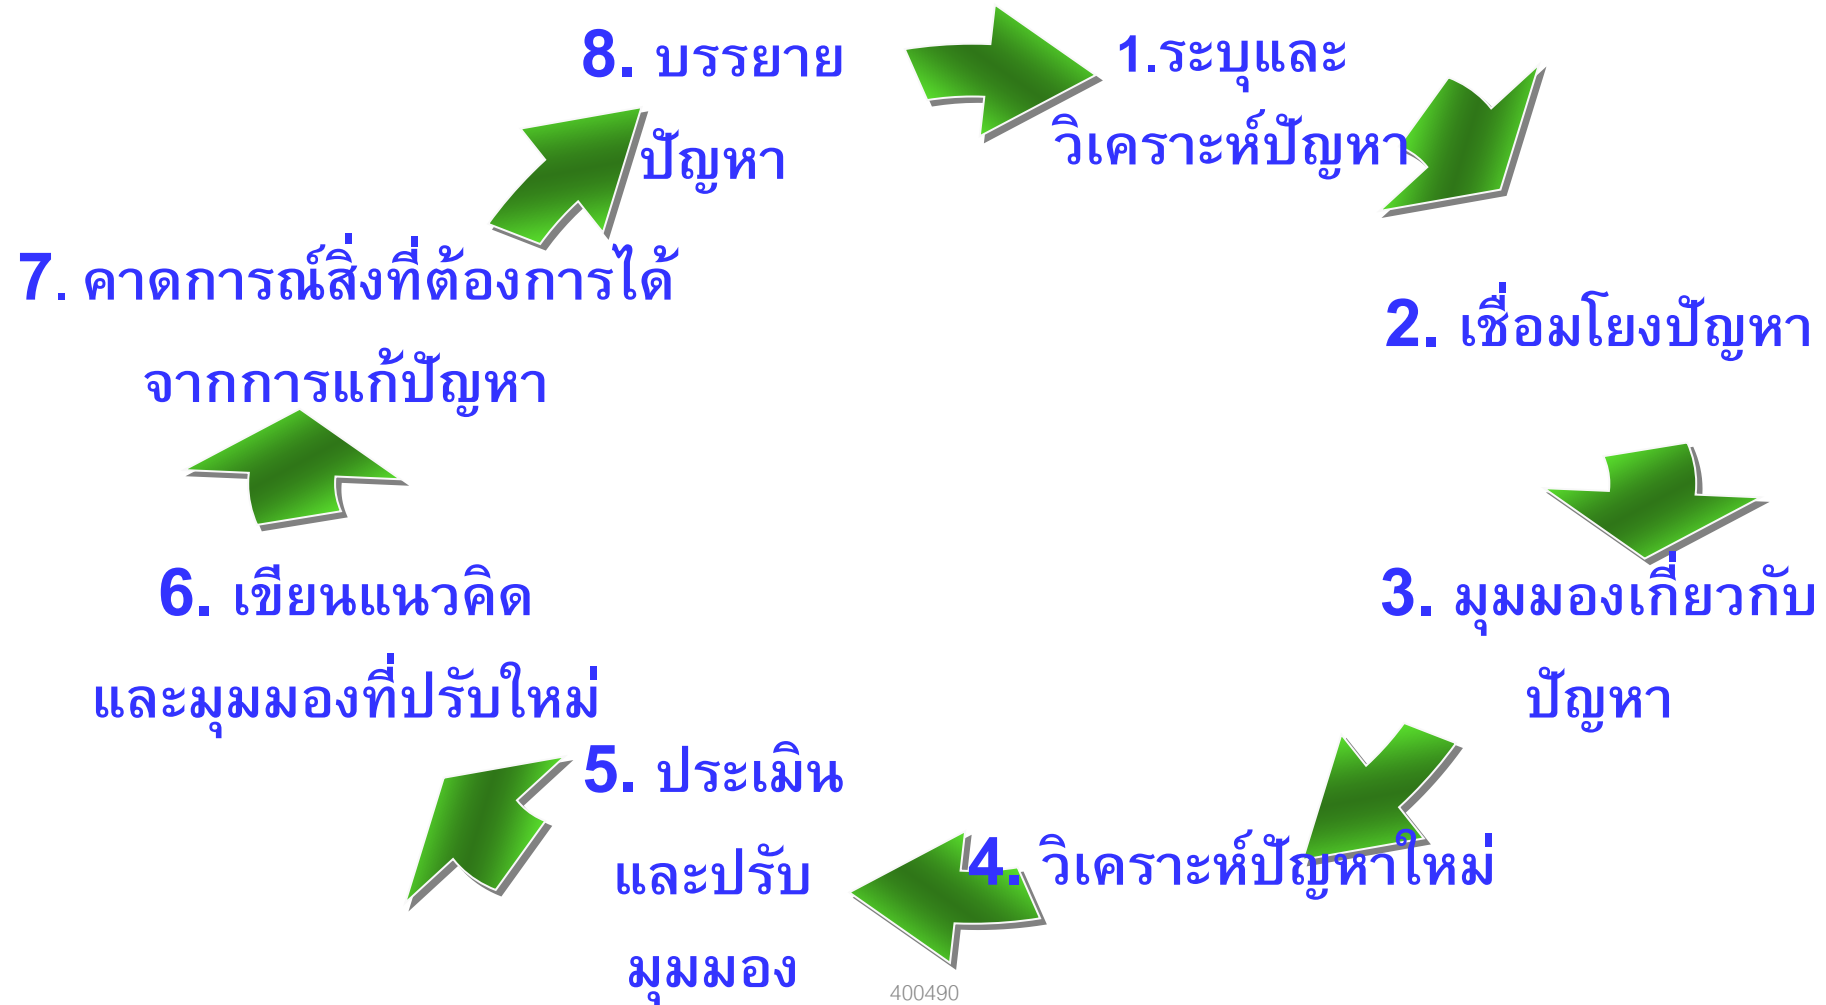 8. บรรยาย
ปัญหา
1.ระบุและ
วิเคราะห์ปัญหา
2. เชื่อมโยงปัญหา
3. มุมมองเกี่ยวกับ
ปัญหา
4. วิเคราะห์ปัญหาใหม่
5. ประเมิน
และปรับ
มุมมอง
6. เขียนแนวคิด
และมุมมองที่ปรับใหม่
7. คาดการณ์สิ่งที่ต้องการได้
จากการแก้ปัญหา
400490